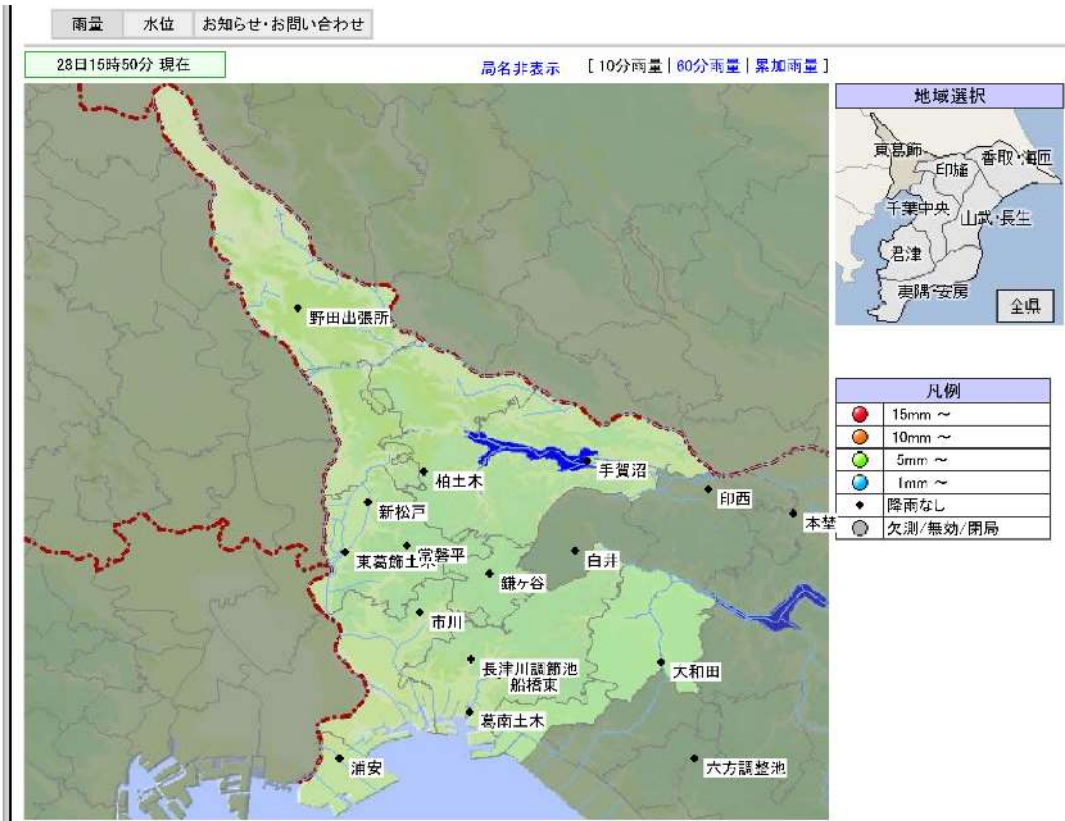 雨量 水位 お知らせ・お問い合わせ
28日15時50分 現在
局名非表示 [ 10分雨量 | 60分雨量 | 累加雨量 ]
地域選択
東葛飾
印旛
香取・海匝
千葉中央
山武・長生
君津
夷隅・安房
全県
野田出張所
手賀沼
柏土木
印西
新松戸
本埜
東葛飾土木
常磐平
白井
鎌ヶ谷
市川
長津川調節池
船橋東
大和田
葛南土木
浦安
六方調整池
凡例
15mm ～
10mm ～
5mm ～
1mm ～
降雨なし
欠測/無効/閉局